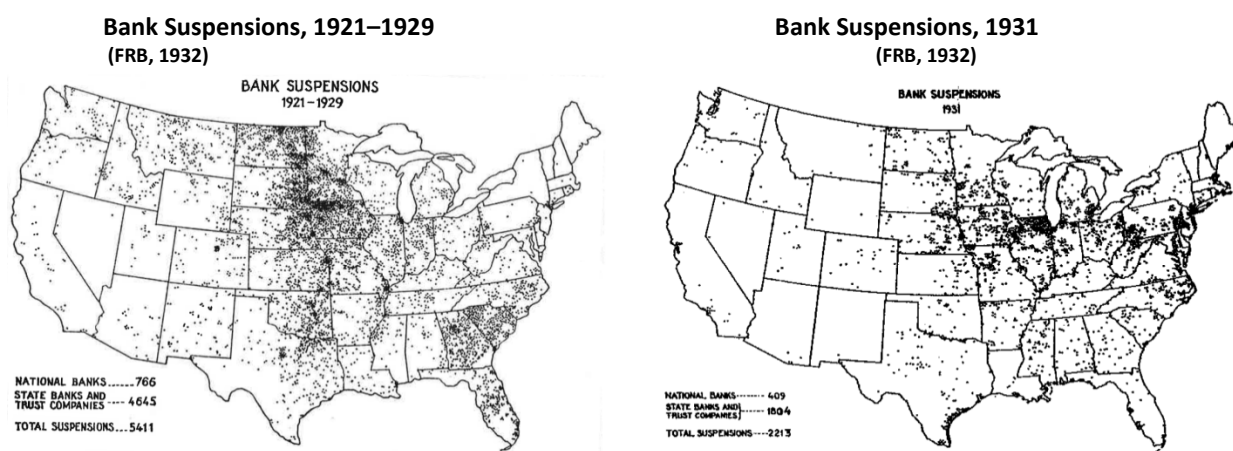 Bank Suspensions, 1921–1929
(FRB, 1932)
BANK SUSPENSIONS
1921–1929
NATIONAL BANKS......766
STATE BANKS AND
TRUST COMPANIES ----4645
TOTAL SUSPENSIONS...5411
Bank Suspensions, 1931
(FRB, 1932)
BANK SUSPENSIONS
1931
NATIONAL BANKS ---- 409
STATE BANKS AND
TRUST COMPANIES} ---1804
TOTAL SUSPENSIONS----2213